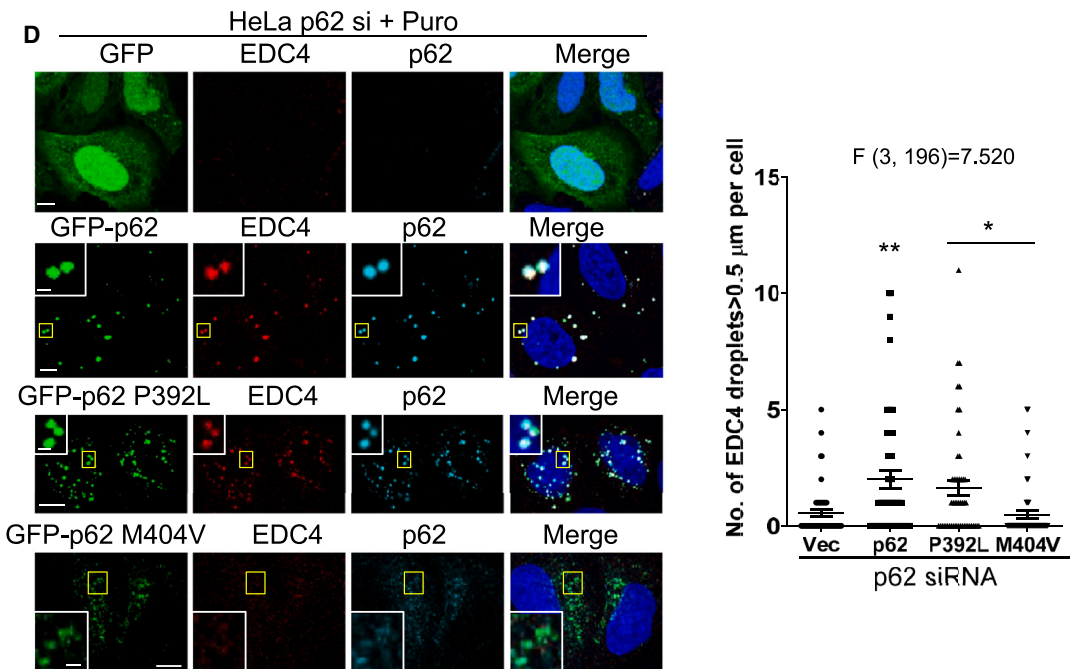 D
HeLa p62 si + Puro
GFP EDC4 p62 Merge
GFP-p62 EDC4 p62 Merge
GFP-p62 P392L EDC4 p62 Merge
GFP-p62 M404V EDC4 p62 Merge
F (3, 196)=7.520
No. of EDC4 droplets>0.5 μm per cell
15
10
5
0
**
*
Vec p62 P392L M404V
p62 siRNA